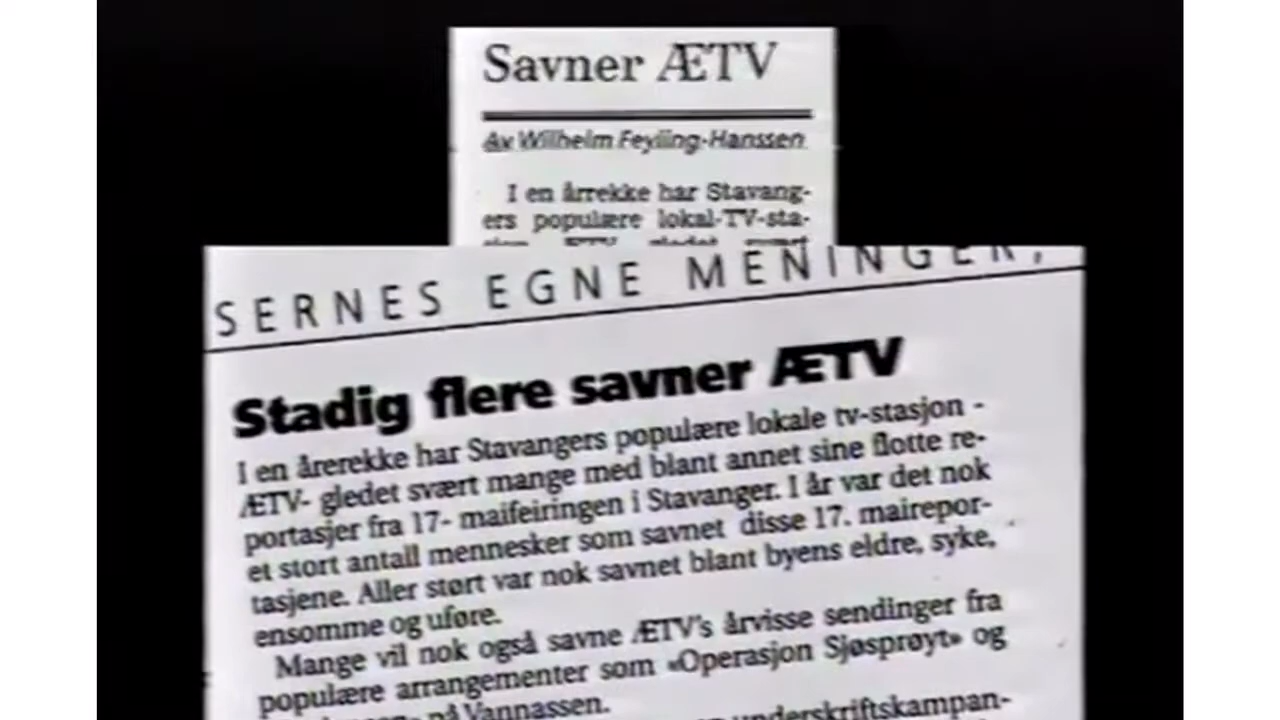 Savner ÆTV
Av Wilhelm Feyling-Hanssen
I en årrekke har Stavang-
ers populære lokal-TV-sta-
SERNES EGNE MENINGER,
Stadig flere savner ÆTV
I en årerekke har Stavangers populære lokale tv-stasjon -
ÆTV- gledet svært mange med blant annet sine flotte re-
portasjer fra 17- maifeiringen i Stavanger. I år var det nok
et stort antall mennesker som savnet disse 17. mairepor-
tasjene. Aller størt var nok savnet blant byens eldre, syke,
ensomme og uføre.
Mange vil nok også savne ÆTV's årvisse sendinger fra
populære arrangementer som «Operasjon Sjøsprøyt» og
på Vannassen.
underskriftskampan-